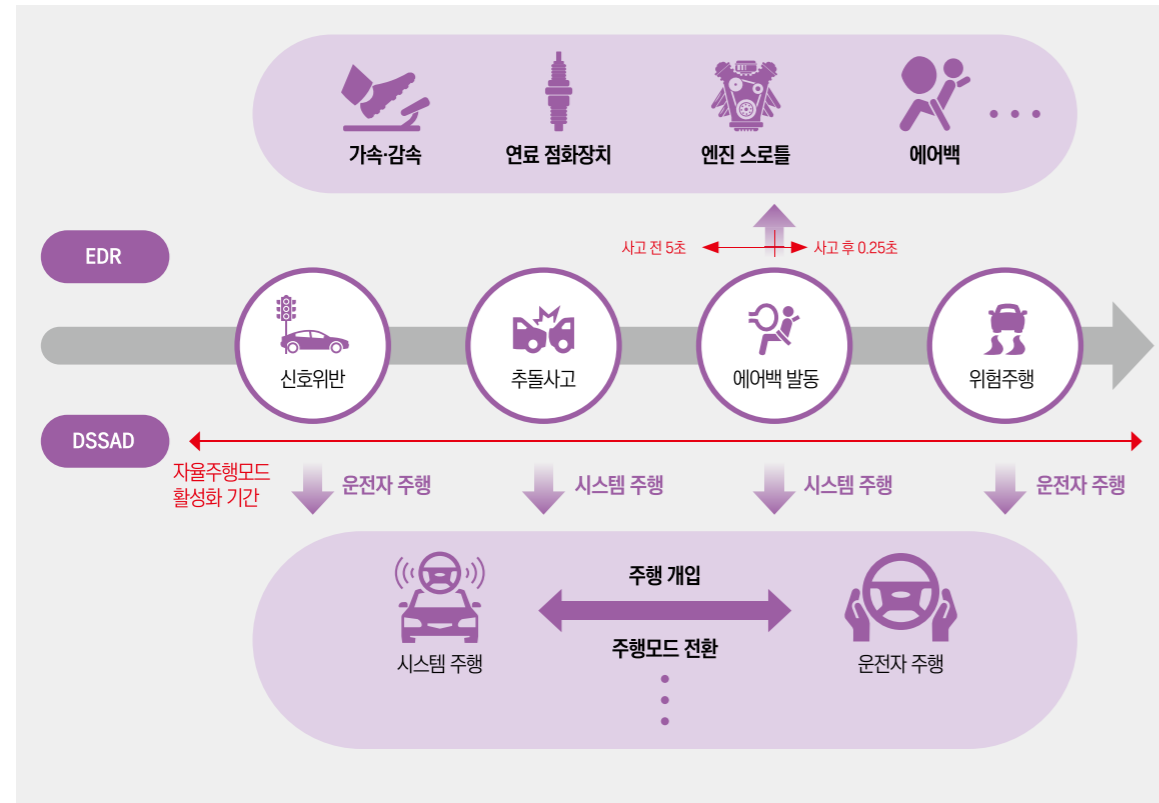 가속·감속
연료 점화장치
엔진 스로틀
에어백
EDR
사고 전 5초
사고 후 0.25초
신호위반
추돌사고
에어백 발동
위험주행
DSSAD
자율주행모드
활성화 기간
운전자 주행
시스템 주행
시스템 주행
운전자 주행
시스템 주행
주행 개입
주행모드 전환
운전자 주행